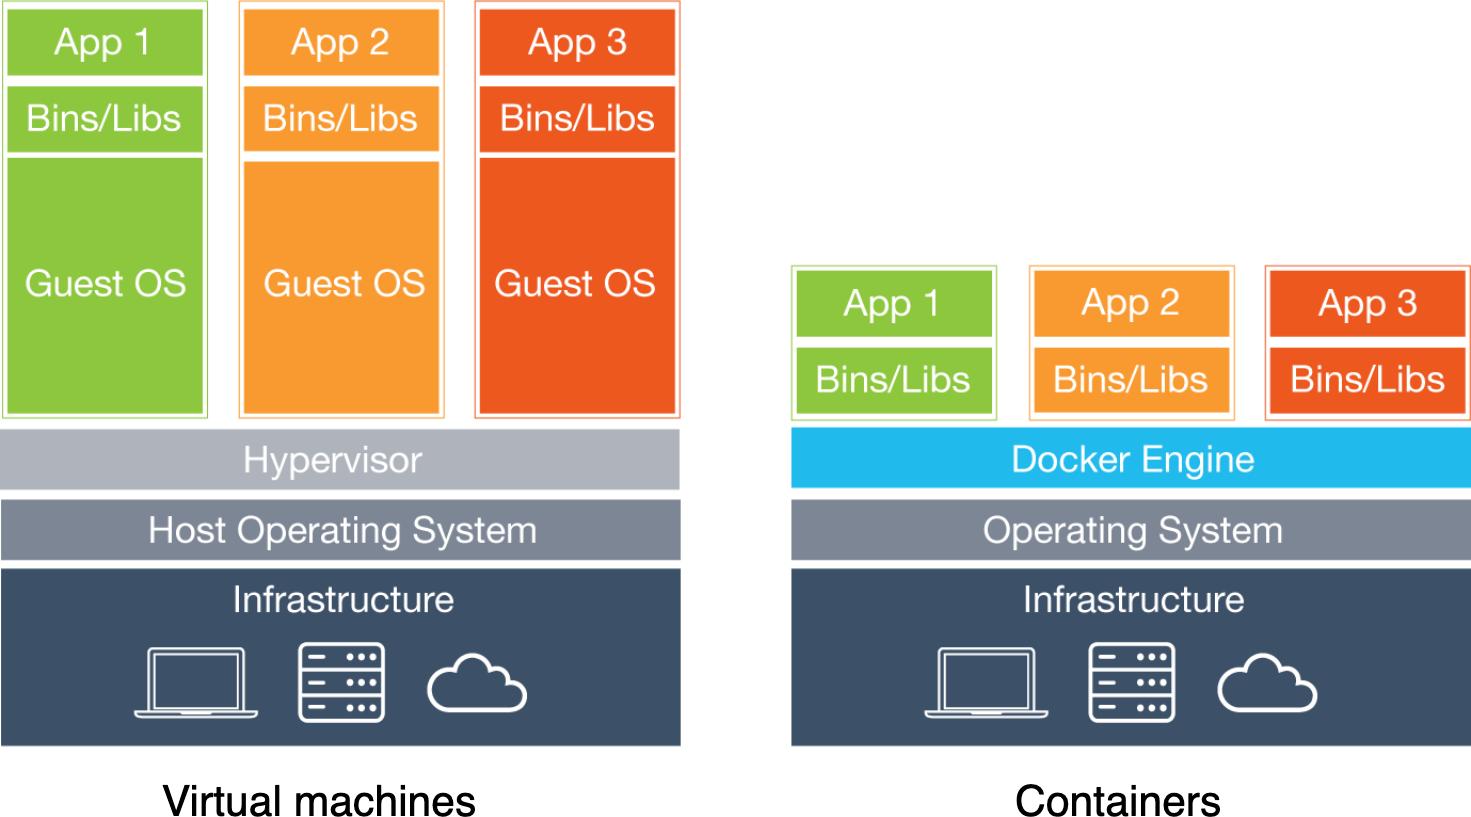 App 1
App 2
App 3
Bins/Libs
Bins/Libs
Bins/Libs
Guest OS
Guest OS
Guest OS
Hypervisor
Host Operating System
Infrastructure
Virtual machines
App 1
App 2
App 3
Bins/Libs
Bins/Libs
Bins/Libs
Docker Engine
Operating System
Infrastructure
Containers